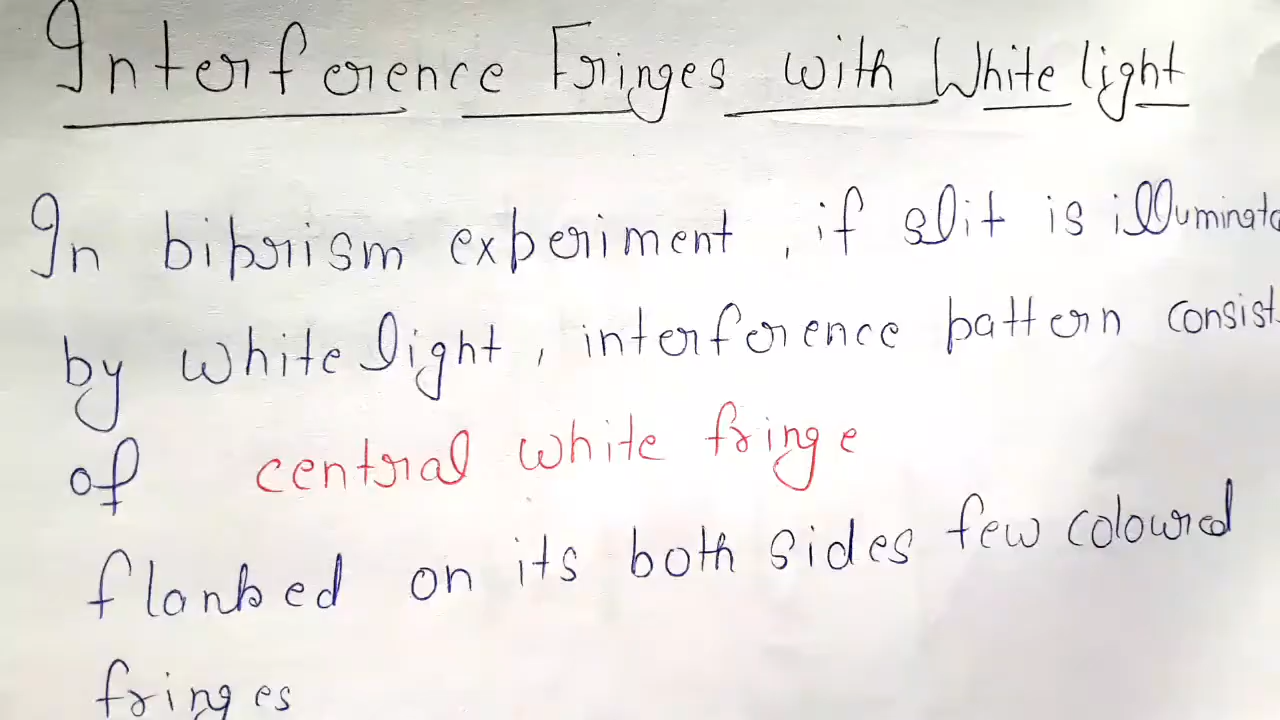 Interference Fringes with White light
In biprism experiment, if slit is illuminate
by white light, interference pattern consist
of central white fringe
flanked on its both sides few coloured
fringes